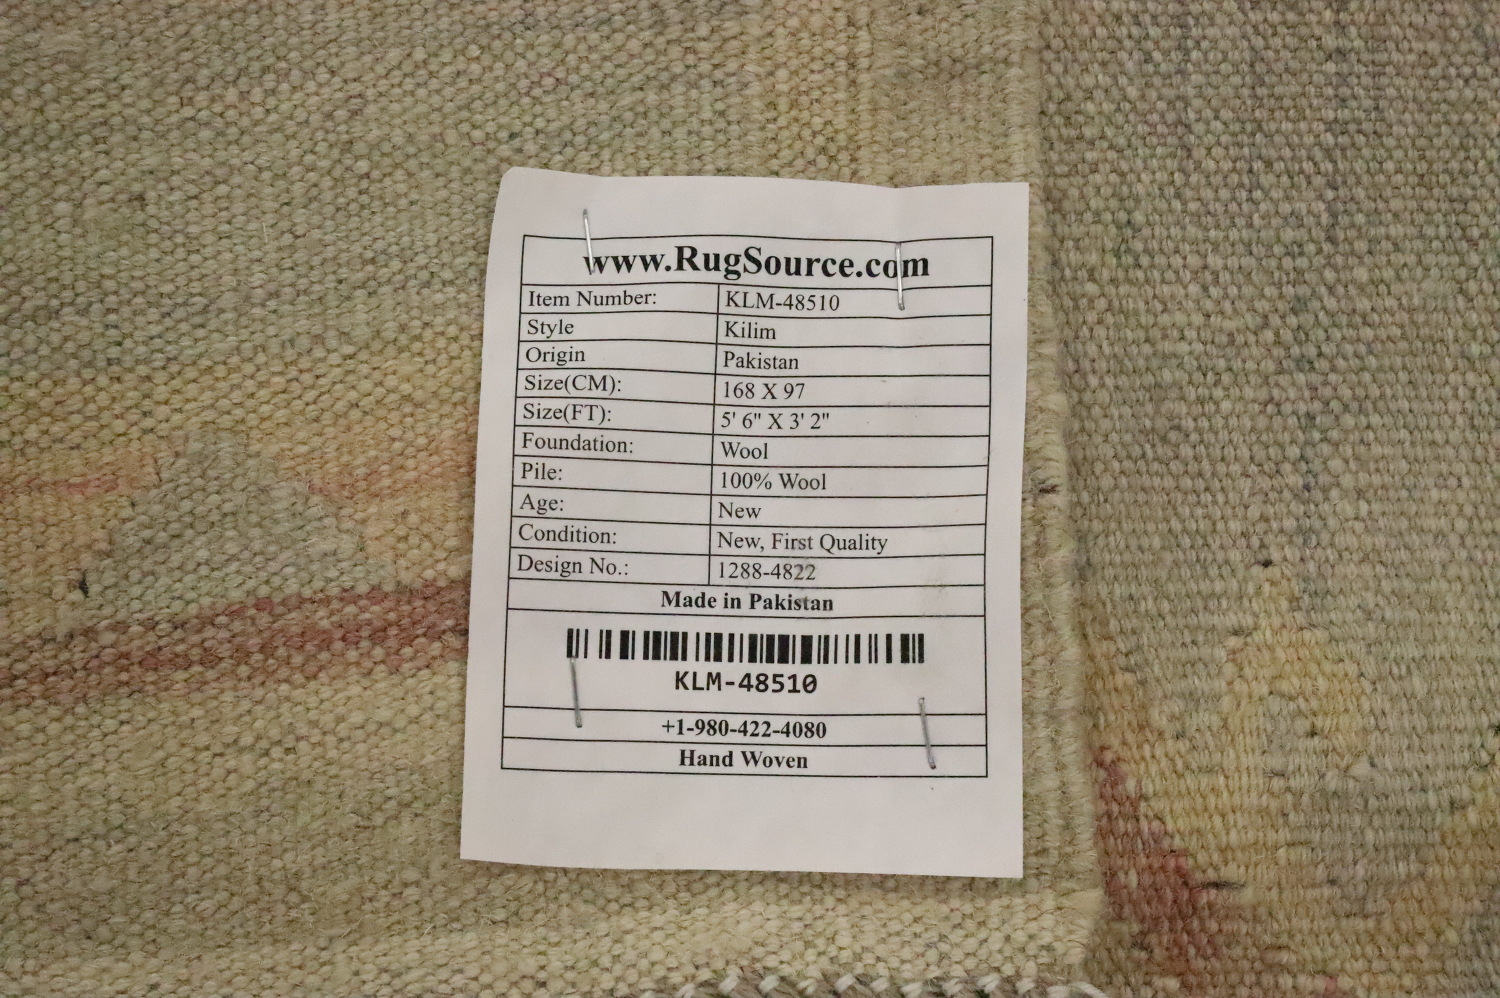 www.RugSource.com
Item Number: KLM-48510
Style Kilim
Origin Pakistan
Size(CM): 168 X 97
Size(FT): 5' 6" X 3' 2"
Foundation: Wool
Pile: 100% Wool
Age: New
Condition: New, First Quality
Design No.: 1288-4822
Made in Pakistan
KLM-48510
+1-980-422-4080
Hand Woven